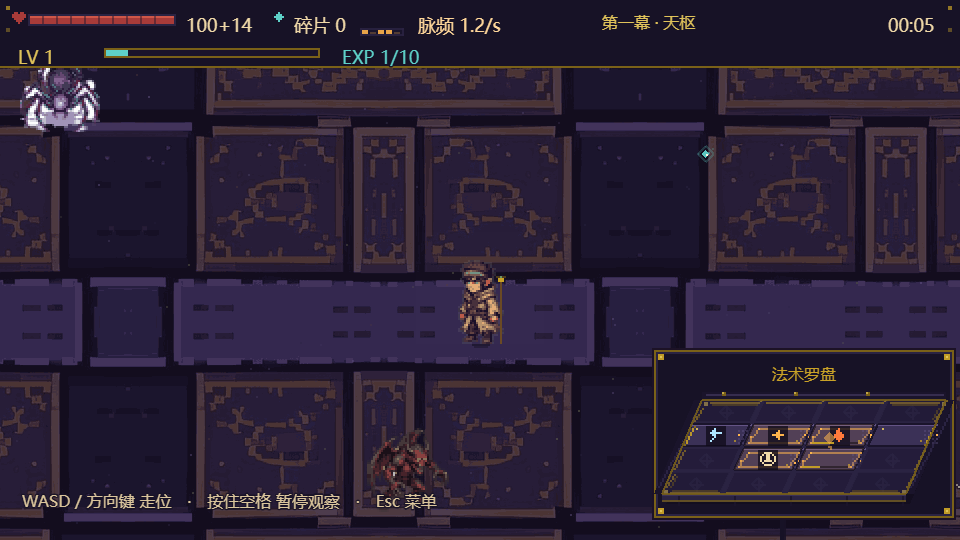 100+14 碎片 0 脉频 1.2/s 第一幕 · 天枢 00:05
LV 1 EXP 1/10
法术罗盘
WASD / 方向键 走位 · 按住空格 暂停观察 · Esc 菜单